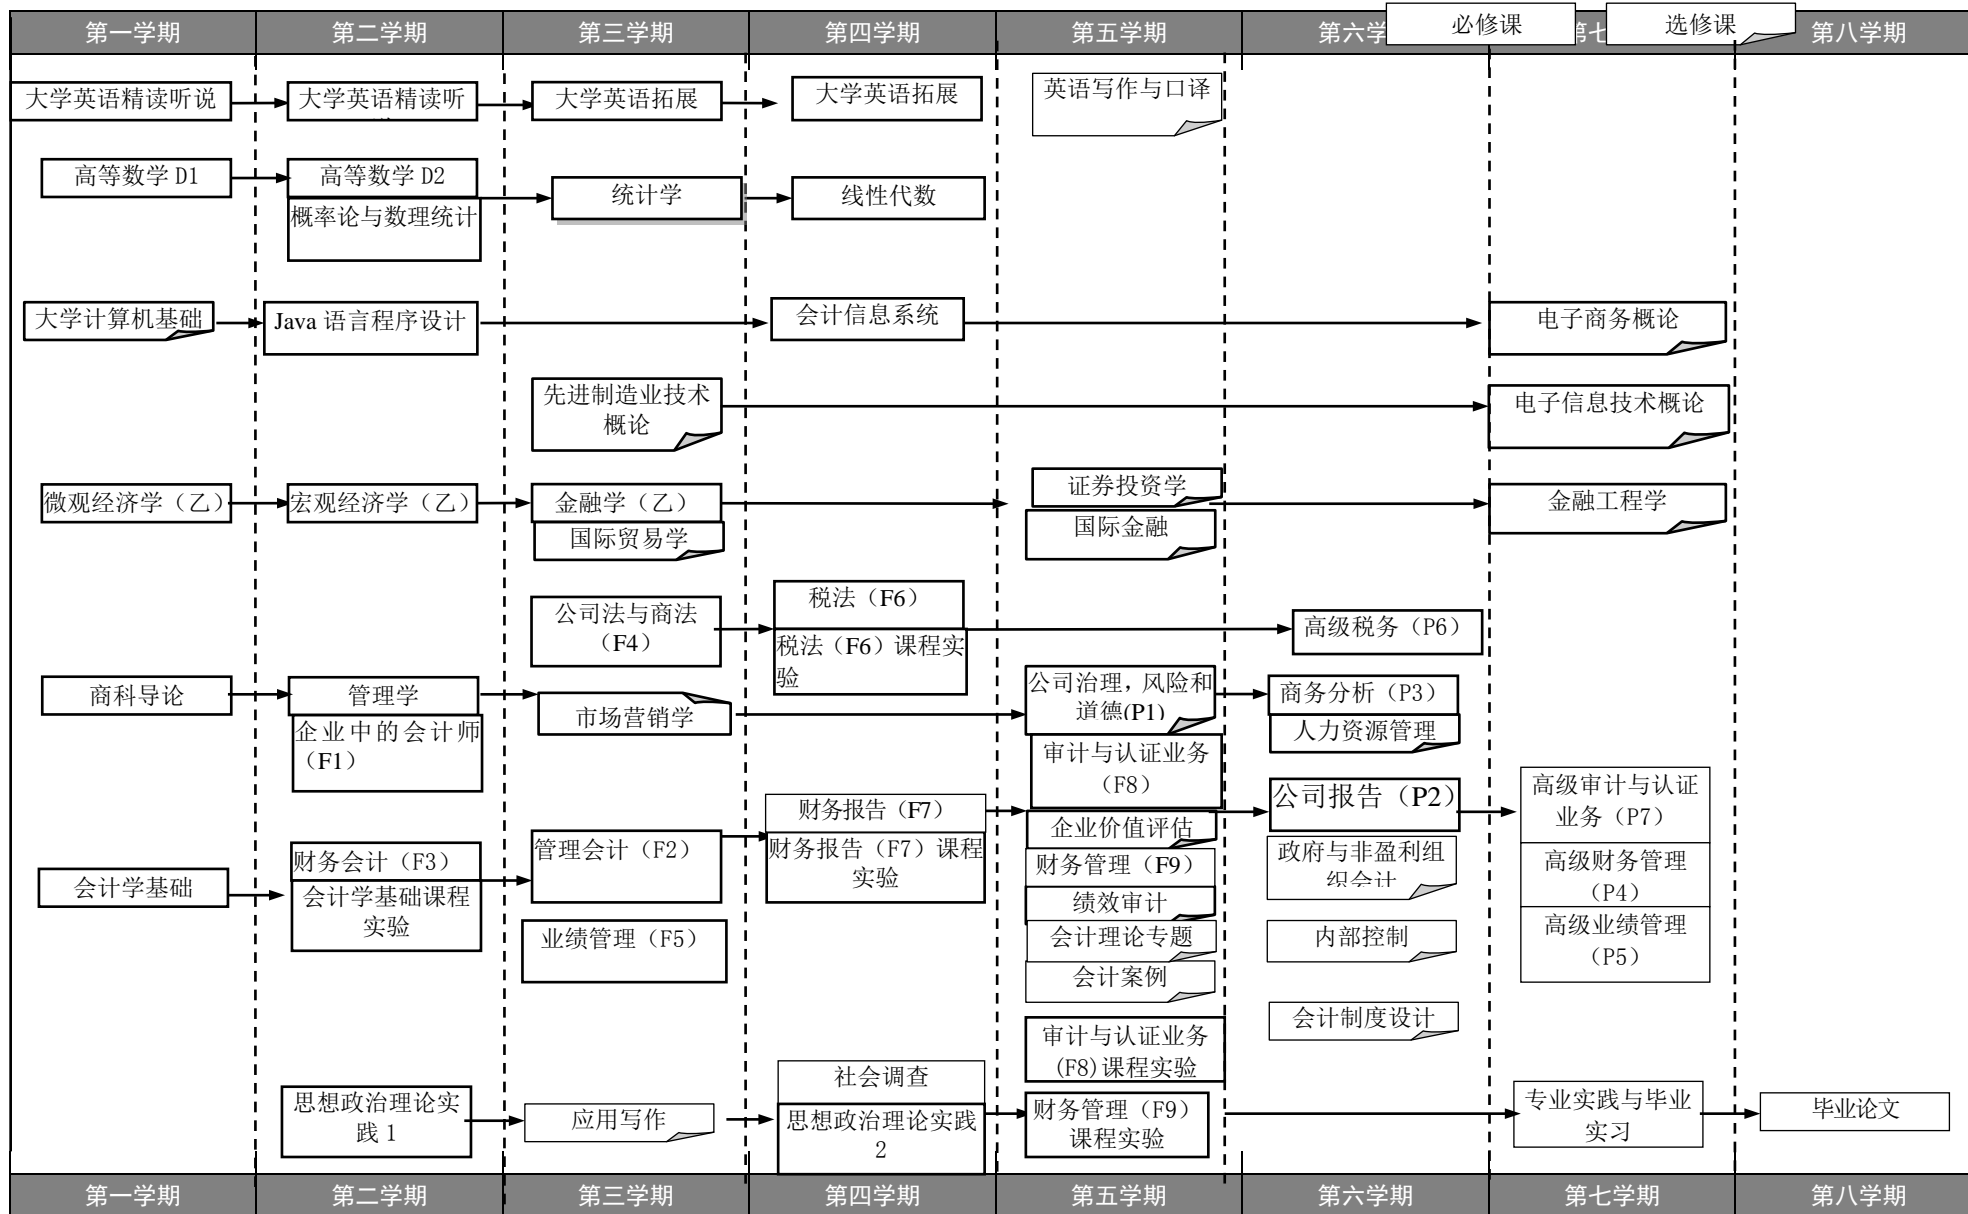 第一学期 第二学期 第三学期 第四学期 第五学期 第六学 必修课 第七 选修课 第八学期
大学英语精读听说 大学英语精读听 大学英语拓展 大学英语拓展 英语写作与口译
高等数学 D1 高等数学 D2 统计学 线性代数
概率论与数理统计
大学计算机基础 Java 语言程序设计 会计信息系统 电子商务概论
先进制造业技术 电子信息技术概论
概论
微观经济学（乙） 宏观经济学（乙） 金融学（乙） 证券投资学 金融工程学
国际贸易学 国际金融
公司法与商法
（F4）
税法（F6）
税法（F6）课程实
验
高级税务（P6）
商科导论 管理学 市场营销学
企业中的会计师
（F1）
公司治理，风险和
道德(P1)
商务分析（P3）
人力资源管理
审计与认证业务
（F8）
会计学基础
财务会计（F3）
会计学基础课程
实验
管理会计（F2）
业绩管理（F5）
财务报告（F7）
财务报告（F7）课程
实验
企业价值评估
财务管理（F9）
绩效审计
会计理论专题
会计案例
审计与认证业务
(F8)课程实验
公司报告（P2）
政府与非盈利组
织会计
内部控制
会计制度设计
高级审计与认证
业务（P7）
高级财务管理
（P4）
高级业绩管理
（P5）
思想政治理论实
践 1
应用写作
社会调查
思想政治理论实践
2
财务管理（F9）
课程实验
专业实践与毕业
实习
毕业论文
第一学期 第二学期 第三学期 第四学期 第五学期 第六学期 第七学期 第八学期